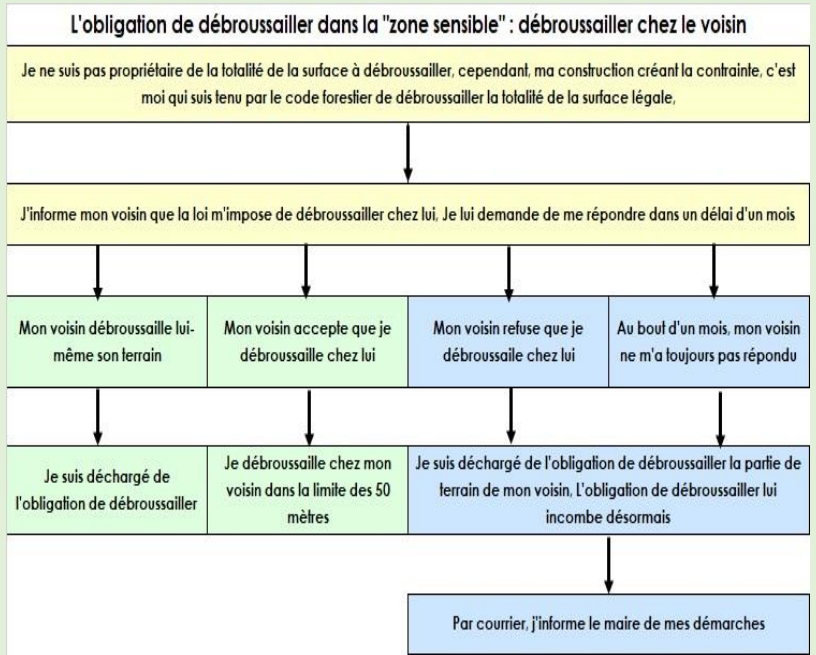 L'obligation de débroussailler dans la "zone sensible" : débroussailler chez le voisin
Je ne suis pas propriétaire de la totalité de la surface à débroussailler, cependant, ma construction créant la contrainte, c'est
moi qui suis tenu par le code forestier de débroussailler la totalité de la surface légale,
J'informe mon voisin que la loi m'impose de débroussailler chez lui, Je lui demande de me répondre dans un délai d'un mois
Mon voisin débroussaille lui-
même son terrain
Mon voisin accepte que je
débroussaille chez lui
Mon voisin refuse que je
débroussaile chez lui
Au bout d'un mois, mon voisin
ne m'a toujours pas répondu
Je suis déchargé de
l'obligation de débroussailler
Je débroussaille chez mon
voisin dans la limite des 50
mètres
Je suis déchargé de l'obligation de débroussailler la partie de
terrain de mon voisin, L'obligation de débroussailler lui
incombe désormais
Par courrier, j'informe le maire de mes démarches